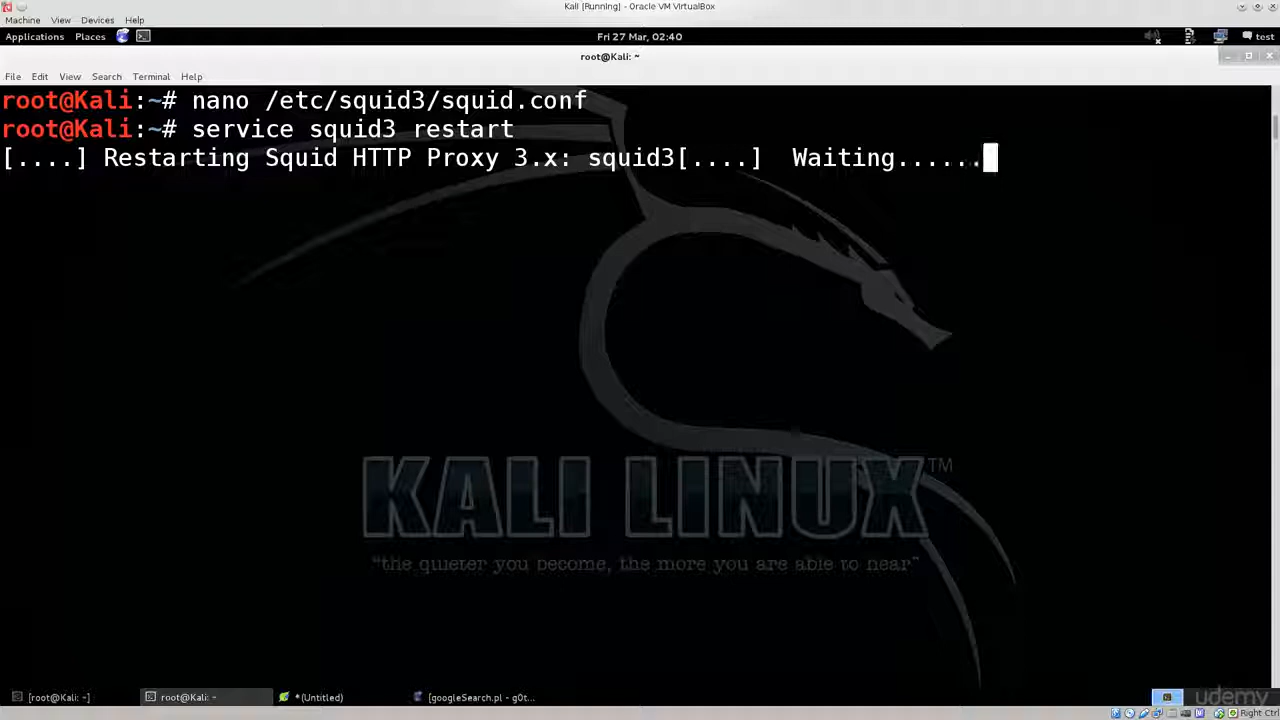 Kali [Running] - Oracle VM VirtualBox
Machine View Devices Help
Applications Places Fri 27 Mar, 02:40 test
root@Kali: ~
File Edit View Search Terminal Help
root@Kali:~# nano /etc/squid3/squid.conf
root@Kali:~# service squid3 restart
[....] Restarting Squid HTTP Proxy 3.x: squid3[....]  Waiting......
KALI LINUX™
“the quieter you become, the more you are able to hear”
[root@Kali: ~] root@Kali: ~ *(Untitled) [googleSearch.pl - g0t... udemy
Right Ctrl